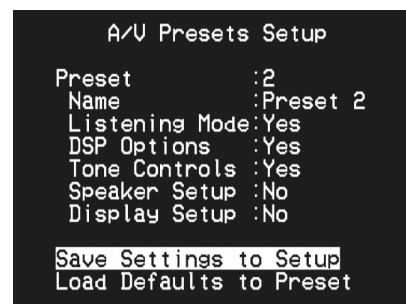 A/V Presets Setup
Preset :2
Name :Preset 2
Listening Mode:Yes
DSP Options :Yes
Tone Controls :Yes
Speaker Setup :No
Display Setup :No
Save Settings to Setup
Load Defaults to Preset